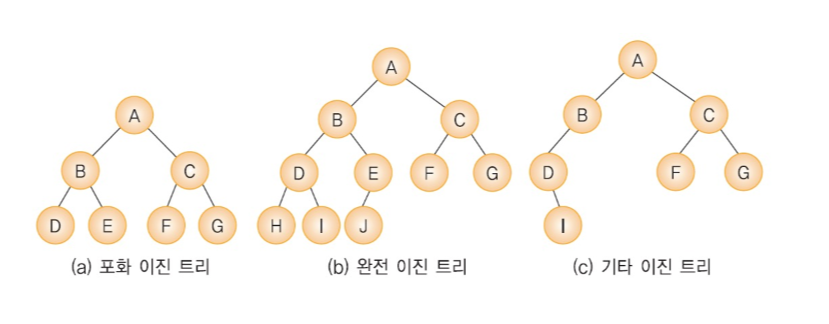 A
B C
D E F G
(a) 포화 이진 트리
A
B C
D E F G
H I J
(b) 완전 이진 트리
A
B C
D F G
I
(c) 기타 이진 트리